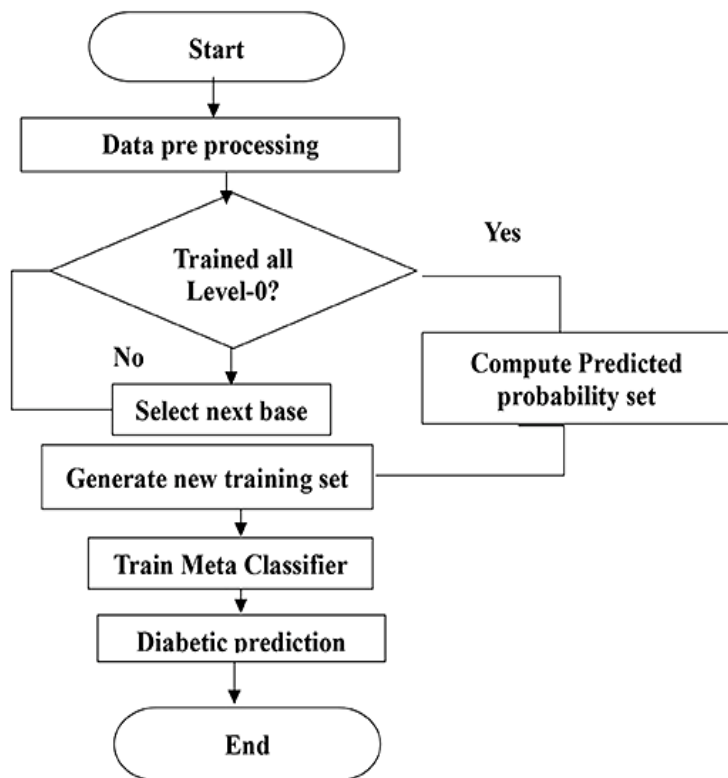 Start
Data pre processing
Trained all
Level-0?
Yes
No
Compute Predicted
probability set
Select next base
Generate new training set
Train Meta Classifier
Diabetic prediction
End